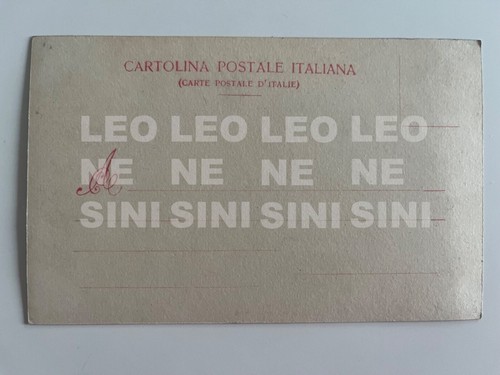 CARTOLINA POSTALE ITALIANA
(CARTE POSTALE D'ITALIE)
LEO LEO LEO LEO
NE NE NE NE
SINI SINI SINI SINI
A